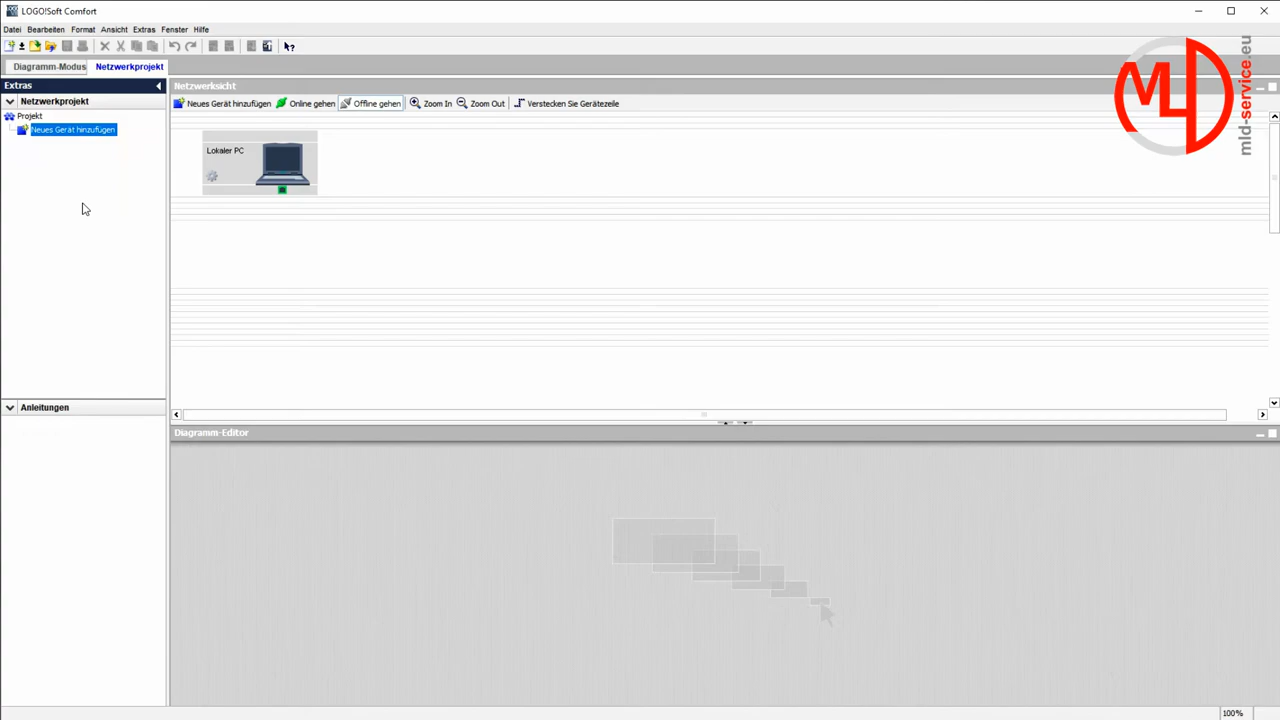 LOGO!Soft Comfort
Datei Bearbeiten Format Ansicht Extras Fenster Hilfe
Diagramm-Modus Netzwerkprojekt
Extras
Netzwerkprojekt
Projekt
Neues Gerät hinzufügen
Anleitungen
Netzwerksicht
Neues Gerät hinzufügen Online gehen Offline gehen Zoom In Zoom Out Verstecken Sie Gerätezeile
Lokaler PC
Diagramm-Editor
100%
MLD
mld-service.eu